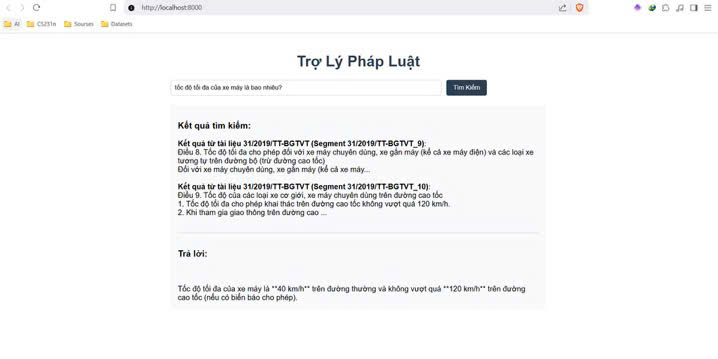 http://localhost:8000
AI
CS231n
Sourses
Datasets
Trợ Lý Pháp Luật
tốc độ tối đa của xe máy là bao nhiêu?
Tìm Kiếm
Kết quả tìm kiếm:
Kết quả từ tài liệu 31/2019/TT-BGTVT (Segment 31/2019/TT-BGTVT_9):
Điều 8. Tốc độ tối đa cho phép đối với xe máy chuyên dùng, xe gắn máy (kể cả xe máy điện) và các loại xe
tương tự trên đường bộ (trừ đường cao tốc)
Đối với xe máy chuyên dùng, xe gắn máy (kể cả xe máy...
Kết quả từ tài liệu 31/2019/TT-BGTVT (Segment 31/2019/TT-BGTVT_10):
Điều 9. Tốc độ của các loại xe cơ giới, xe máy chuyên dùng trên đường cao tốc
1. Tốc độ tối đa cho phép khai thác trên đường cao tốc không vượt quá 120 km/h.
2. Khi tham gia giao thông trên đường cao ...
Trả lời:
Tốc độ tối đa của xe máy là **40 km/h** trên đường thường và không vượt quá **120 km/h** trên đường
cao tốc (nếu có biển báo cho phép).